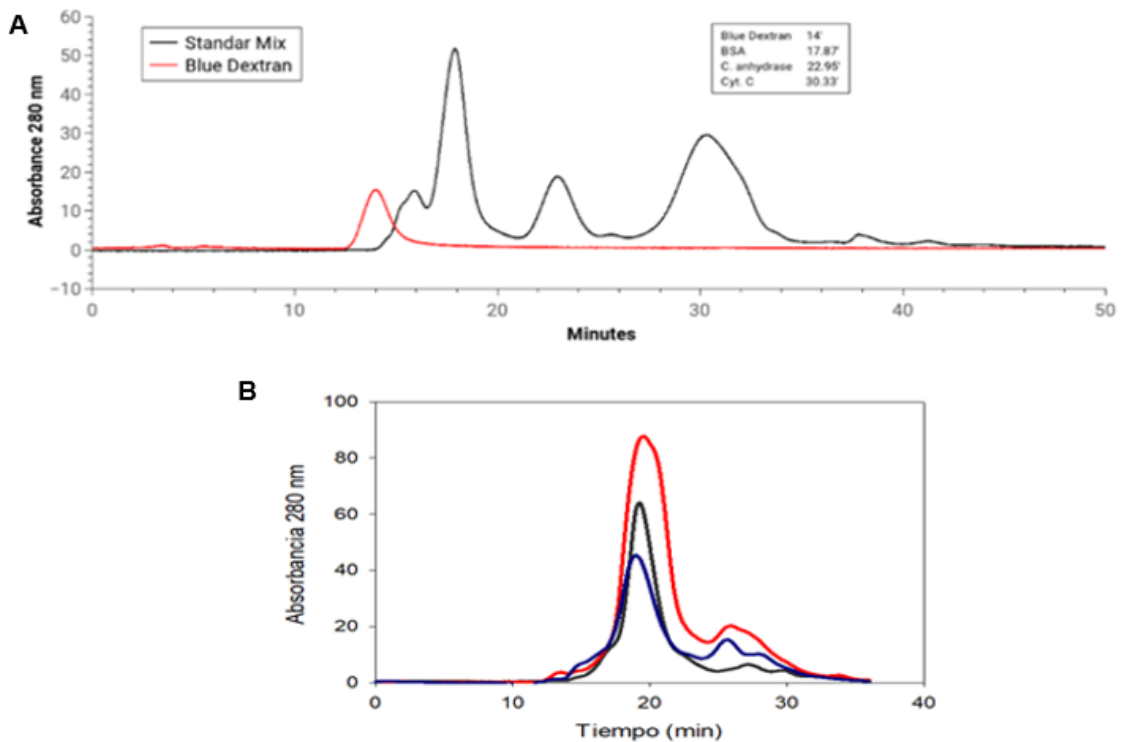 A
Standar Mix
Blue Dextran
Blue Dextran 14'
BSA 17.87'
C. anhydrase 22.95'
Cyt. C 30.33'
Absorbance 280 nm
60
50
40
30
20
10
0
−10
0 10 20 30 40 50
Minutes
B
Absorbancia 280 nm
100
80
60
40
20
0
0 10 20 30 40
Tiempo (min)